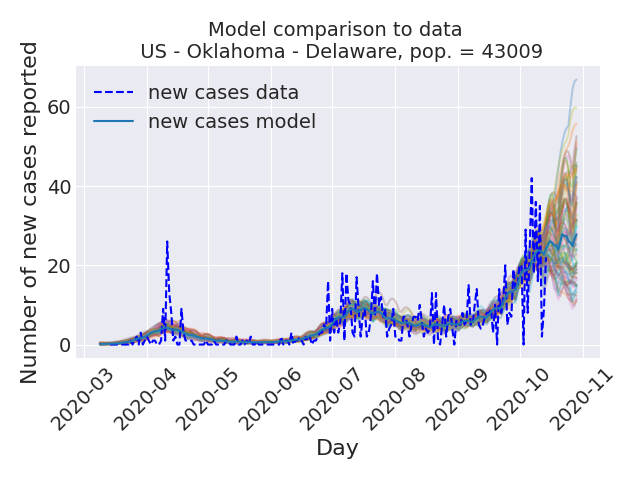 Model comparison to data
US - Oklahoma - Delaware, pop. = 43009
new cases data
new cases model
Number of new cases reported
60
40
20
0
2020-03
2020-04
2020-05
2020-06
2020-07
2020-08
2020-09
2020-10
2020-11
Day